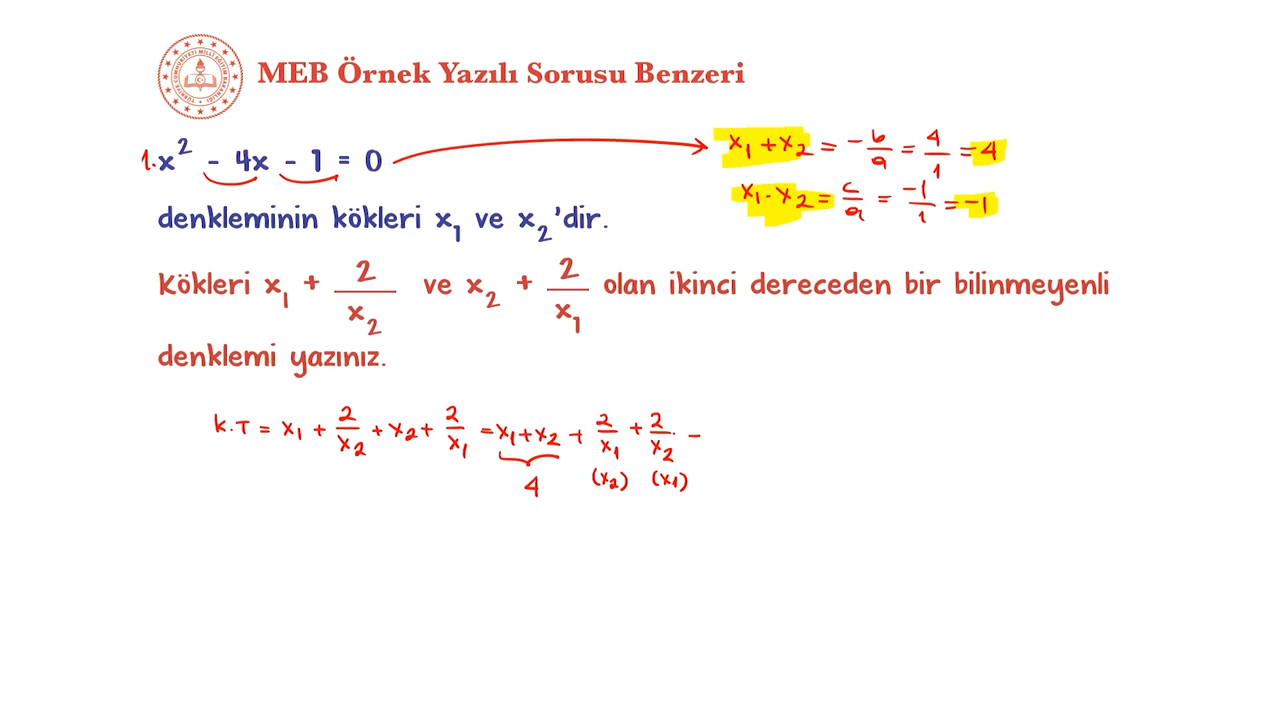 MEB Örnek Yazılı Sorusu Benzeri
1. x² - 4x - 1 = 0
x₁ + x₂ = -b/a = 4/1 = 4
x₁ . x₂ = c/a = -1/1 = -1
denkleminin kökleri x₁ ve x₂'dir.
Kökleri x₁ + 2/x₂ ve x₂ + 2/x₁ olan ikinci dereceden bir bilinmeyenli
denklemi yazınız.
K.T = x₁ + 2/x₂ + x₂ + 2/x₁ = x₁ + x₂ + 2/x₁ + 2/x₂ -
4 (x₂) (x₁)